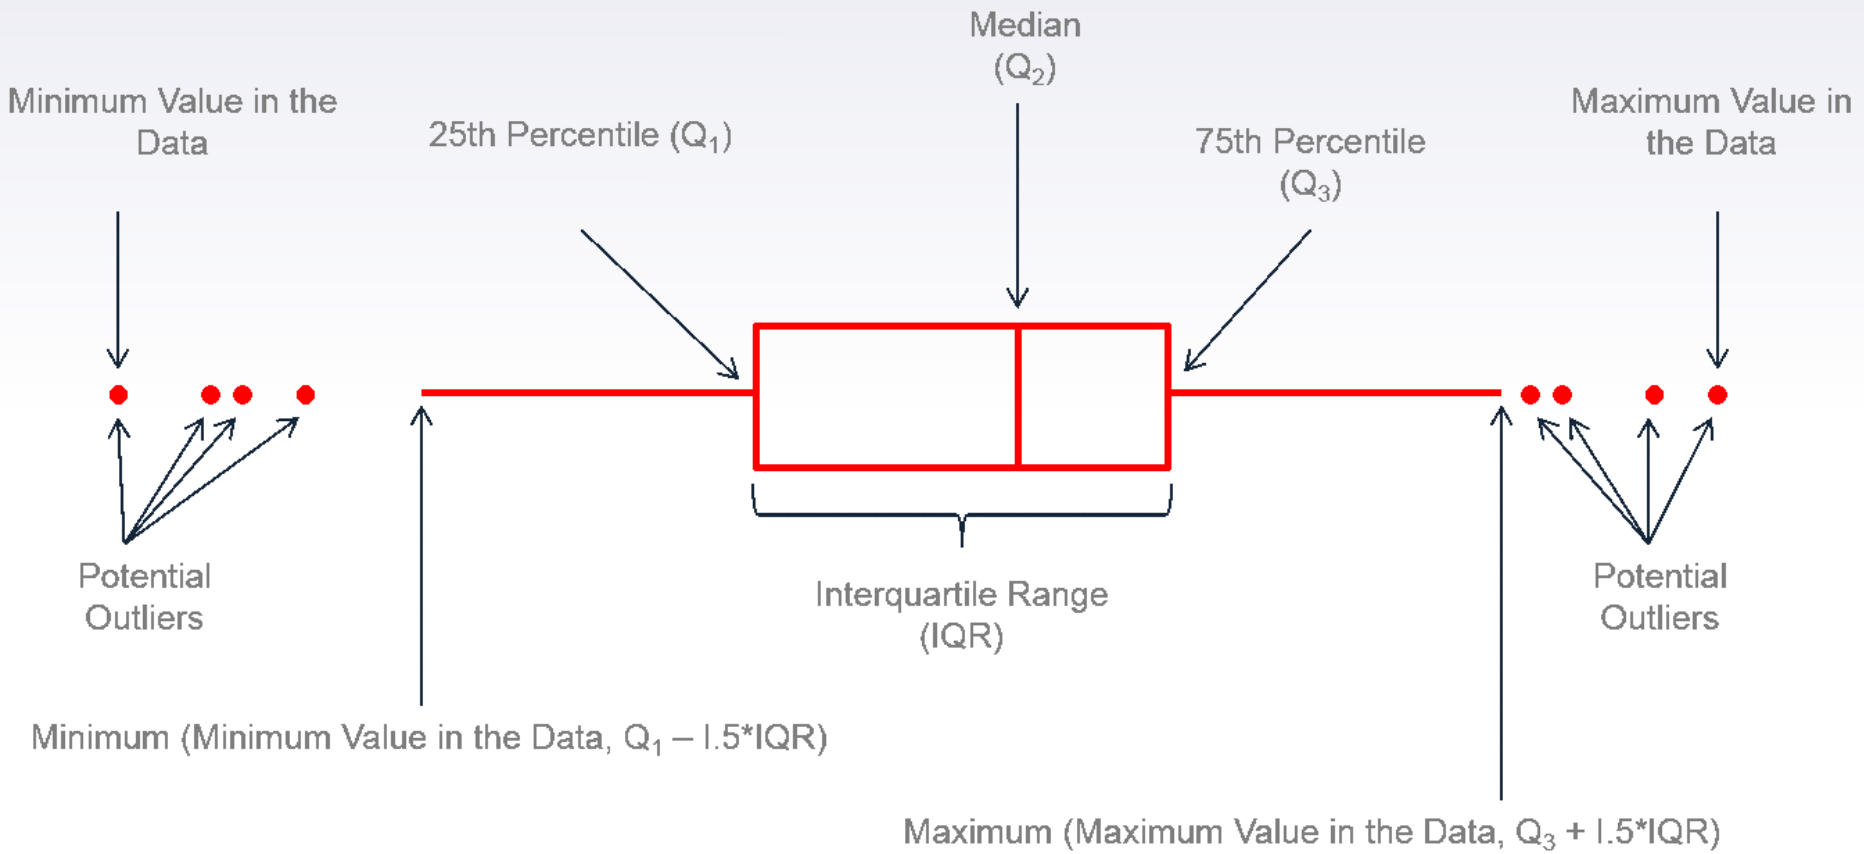 Median
(Q₂)
Minimum Value in the
Data
25th Percentile (Q₁)
75th Percentile
(Q₃)
Maximum Value in
the Data
Potential
Outliers
Interquartile Range
(IQR)
Potential
Outliers
Minimum (Minimum Value in the Data, Q₁ – I.5*IQR)
Maximum (Maximum Value in the Data, Q₃ + I.5*IQR)